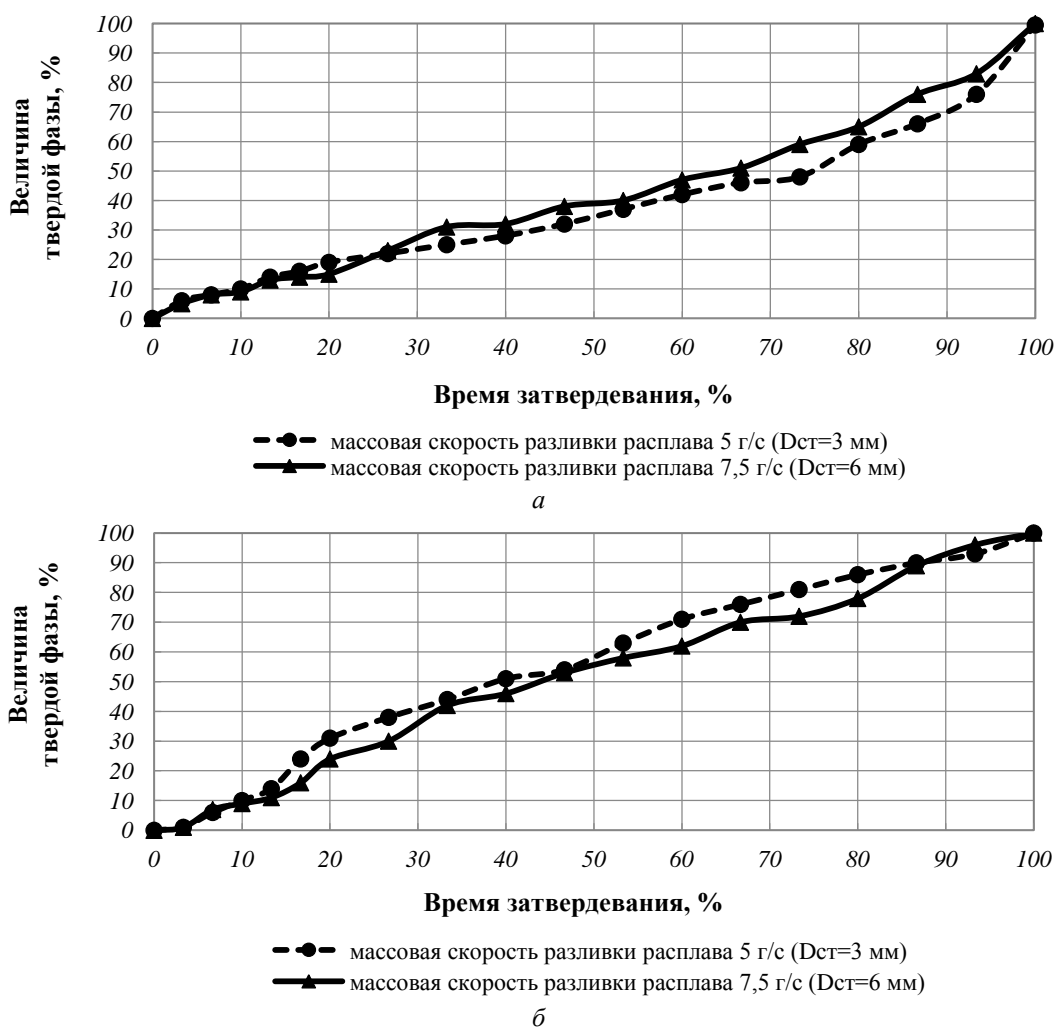 Величина
твердой фазы, %
100
90
80
70
60
50
40
30
20
10
0
0 10 20 30 40 50 60 70 80 90 100
Время затвердевания, %
массовая скорость разливки расплава 5 г/с (Dст=3 мм)
массовая скорость разливки расплава 7,5 г/с (Dст=6 мм)
а
Величина
твердой фазы, %
100
90
80
70
60
50
40
30
20
10
0
0 10 20 30 40 50 60 70 80 90 100
Время затвердевания, %
массовая скорость разливки расплава 5 г/с (Dст=3 мм)
массовая скорость разливки расплава 7,5 г/с (Dст=6 мм)
б